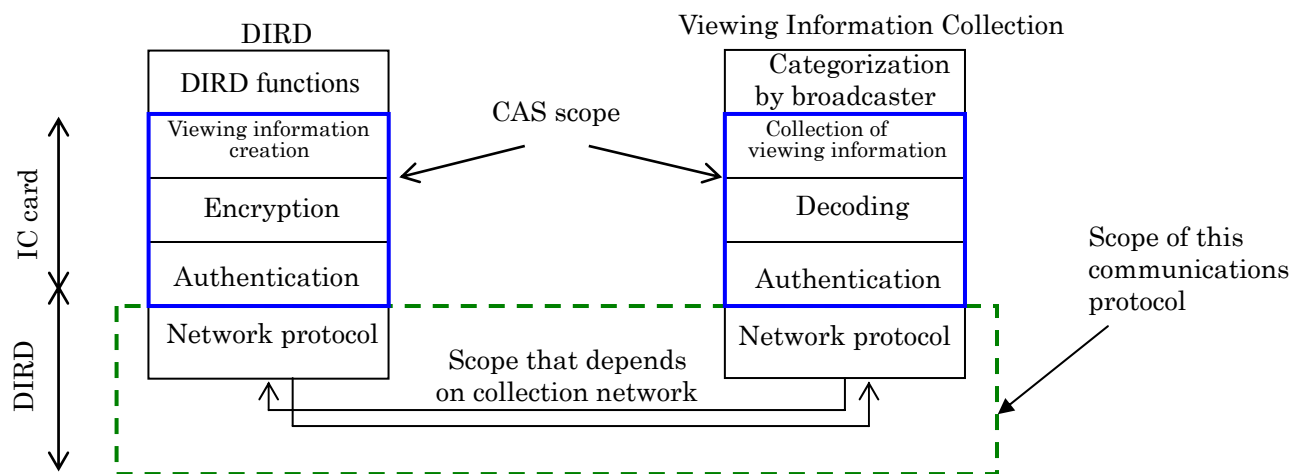 DIRD
Viewing Information Collection
DIRD functions
Categorization
by broadcaster
CAS scope
Viewing information
creation
Collection of
viewing information
IC card
Encryption
Decoding
Authentication
Authentication
Scope of this
communications
protocol
DIRD
Network protocol
Network protocol
Scope that depends
on collection network